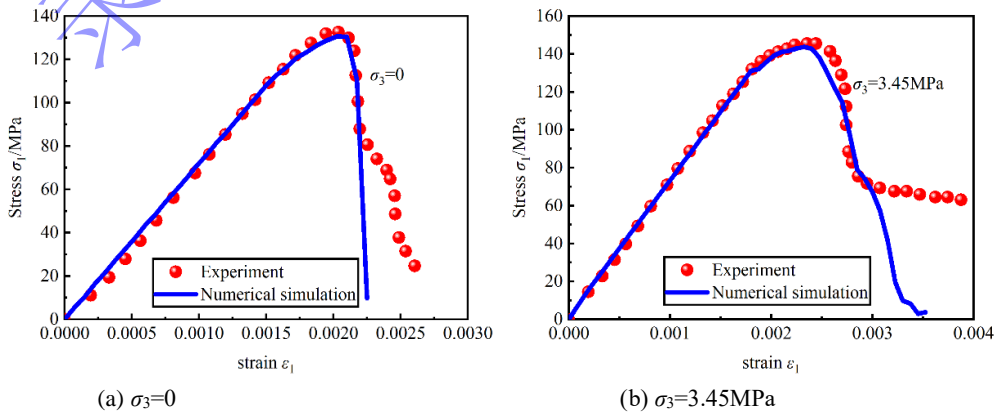 140
120
100
80
60
40
20
0
Stress σ₁/MPa
σ₃=0
Experiment
Numerical simulation
0.0000 0.0005 0.0010 0.0015 0.0020 0.0025 0.0030
strain ε₁
(a) σ₃=0
160
140
120
100
80
60
40
20
0
Stress σ₁/MPa
σ₃=3.45MPa
Experiment
Numerical simulation
0.000 0.001 0.002 0.003 0.004
strain ε₁
(b) σ₃=3.45MPa